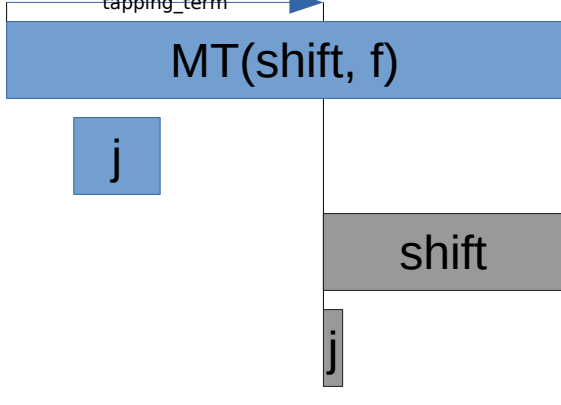 tapping_term
MT(shift, f)
j
shift
j